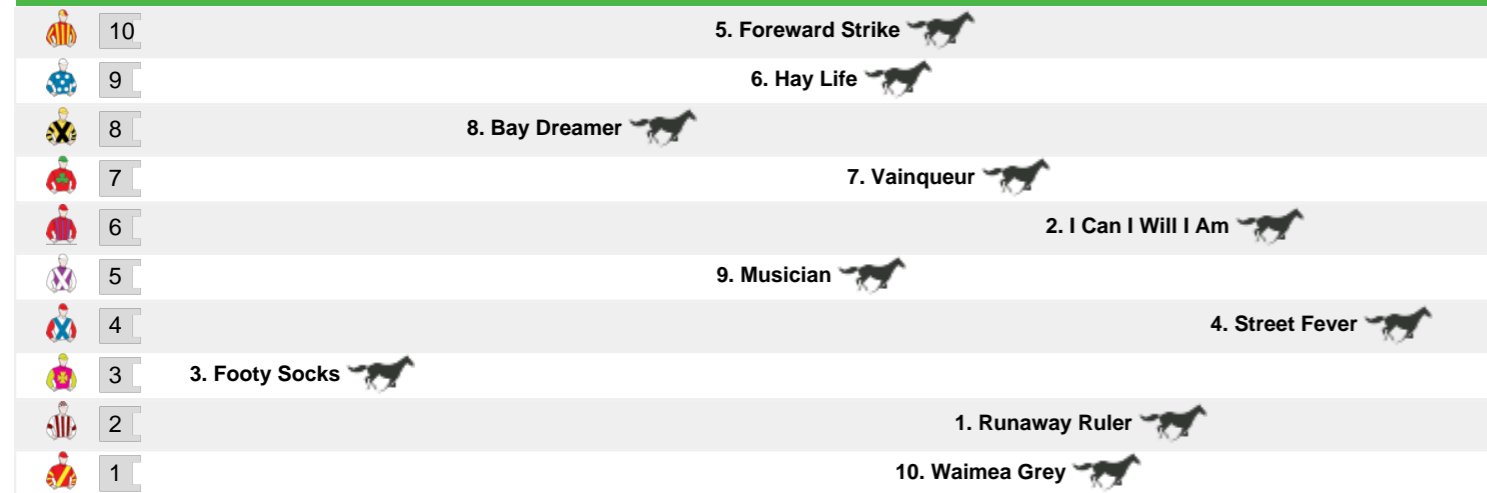 10 5. Foreward Strike
9 6. Hay Life
8 8. Bay Dreamer
7 7. Vainqueur
6 2. I Can I Will I Am
5 9. Musician
4 4. Street Fever
3 3. Footy Socks
2 1. Runaway Ruler
1 10. Waimea Grey